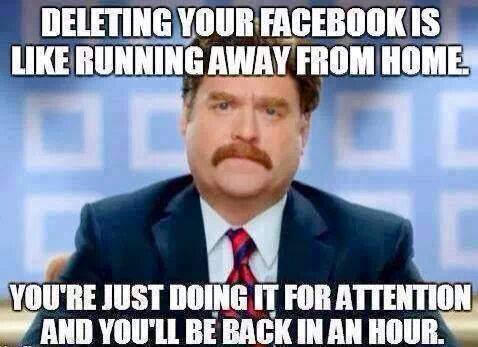 DELETING YOUR FACEBOOK IS
LIKE RUNNING AWAY FROM HOME.
YOU'RE JUST DOING IT FOR ATTENTION
AND YOU'LL BE BACK IN AN HOUR.